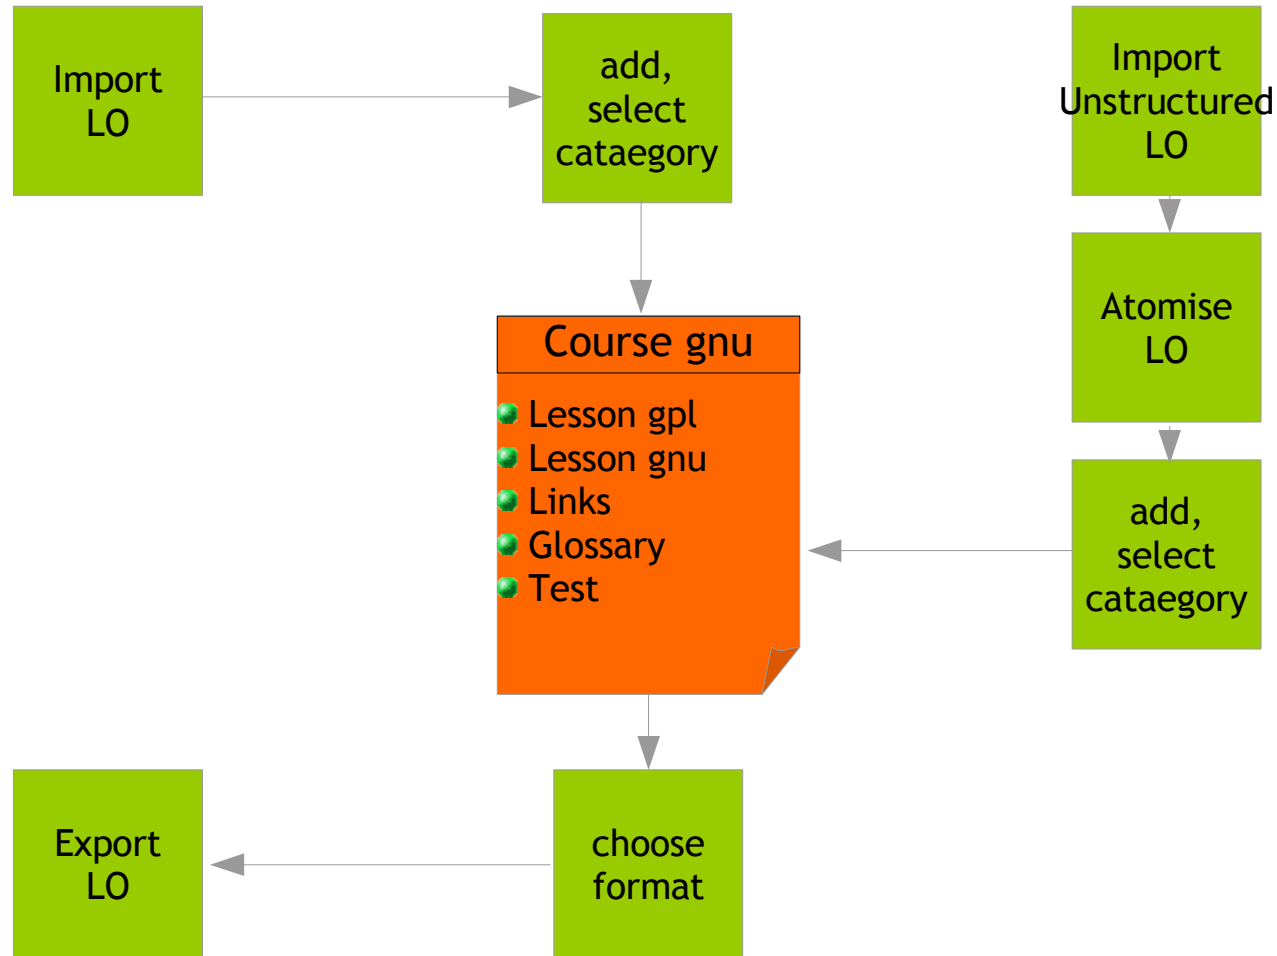 Import
LO
add,
select
cataegory
Import
Unstructured
LO
Atomise
LO
add,
select
cataegory
Course gnu
Lesson gpl
Lesson gnu
Links
Glossary
Test
choose
format
Export
LO